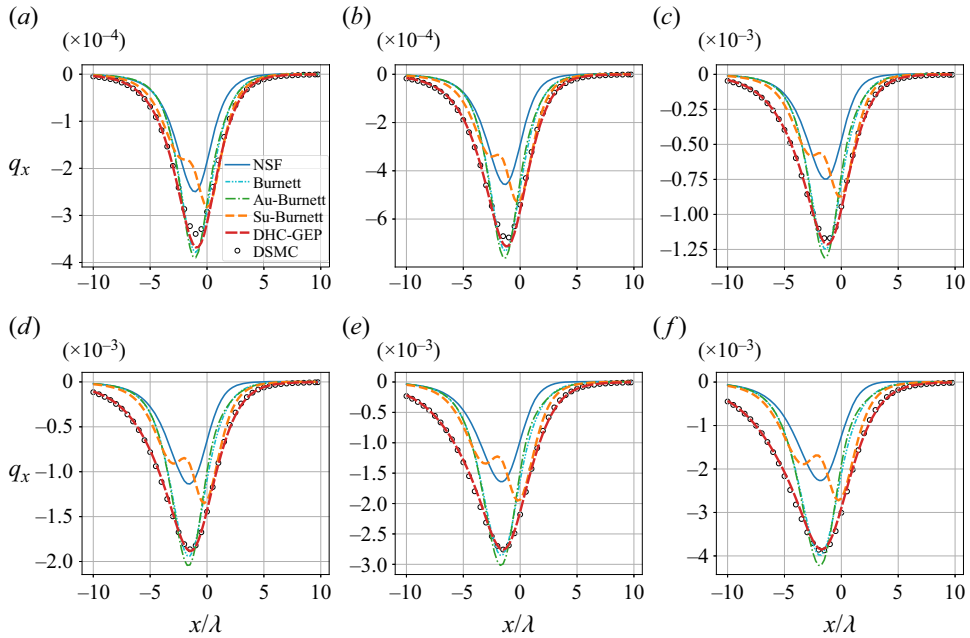 (a) (b) (c)
(×10⁻⁴) (×10⁻⁴) (×10⁻³)
0 0 0
−1 −2 −0.25
−2 −4 −0.50
−3 −6 −0.75
−4 −1.00
−1.25
qₓ
NSF
Burnett
Au-Burnett
Su-Burnett
DHC-GEP
DSMC
−10 −5 0 5 10 −10 −5 0 5 10 −10 −5 0 5 10
(d) (e) (f)
(×10⁻³) (×10⁻³) (×10⁻³)
0 0 0
−0.5 −0.5 −1
−1.0 −1.0 −2
−1.5 −1.5 −3
−2.0 −2.0 −4
−2.5
−3.0
qₓ
−10 −5 0 5 10 −10 −5 0 5 10 −10 −5 0 5 10
x/λ x/λ x/λ